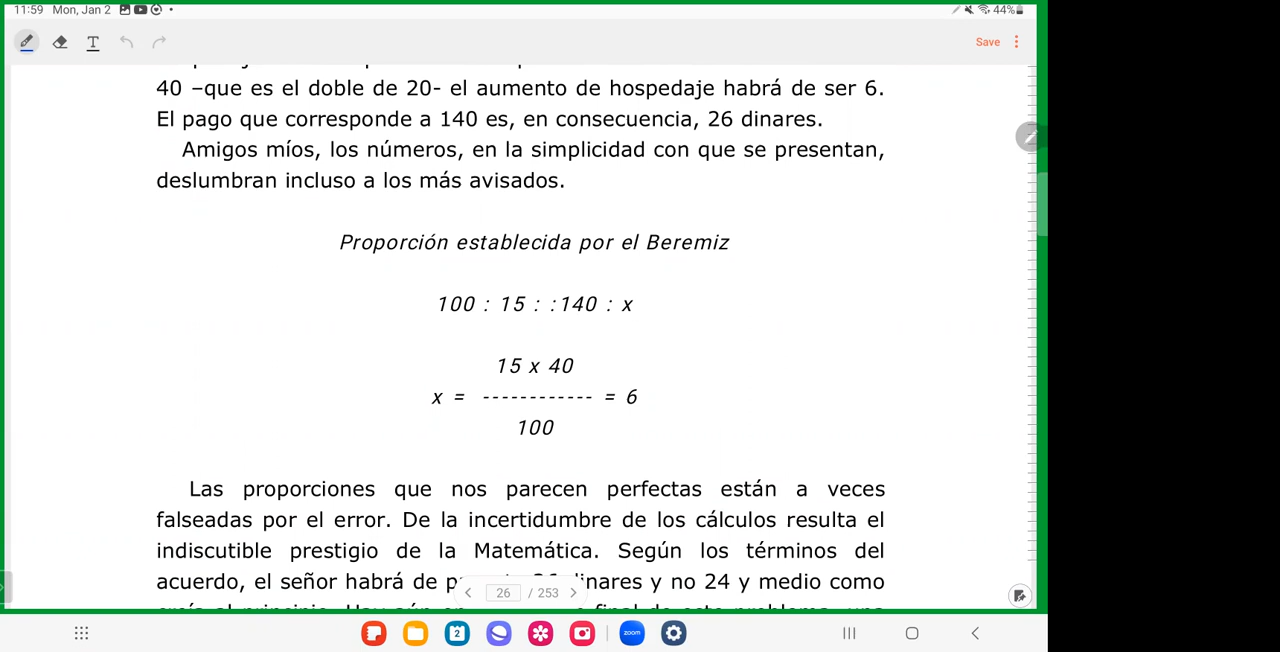 11:59 Mon, Jan 2
44%
Save
40 –que es el doble de 20- el aumento de hospedaje habrá de ser 6.
El pago que corresponde a 140 es, en consecuencia, 26 dinares.
Amigos míos, los números, en la simplicidad con que se presentan,
deslumbran incluso a los más avisados.
Proporción establecida por el Beremiz
100 : 15 : :140 : x
15 x 40
x = ------------ = 6
100
Las proporciones que nos parecen perfectas están a veces
falseadas por el error. De la incertidumbre de los cálculos resulta el
indiscutible prestigio de la Matemática. Según los términos del
acuerdo, el señor habrá de dinares y no 24 y medio como
26 / 253
2
zoom